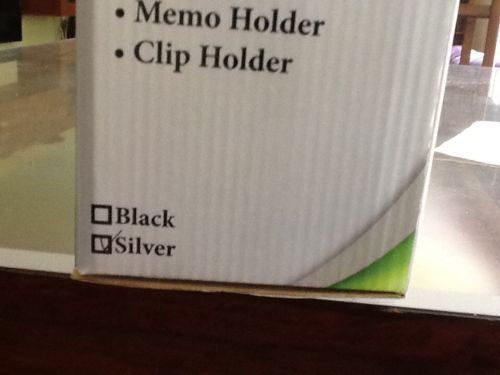 • Memo Holder
• Clip Holder
☐ Black
☑ Silver